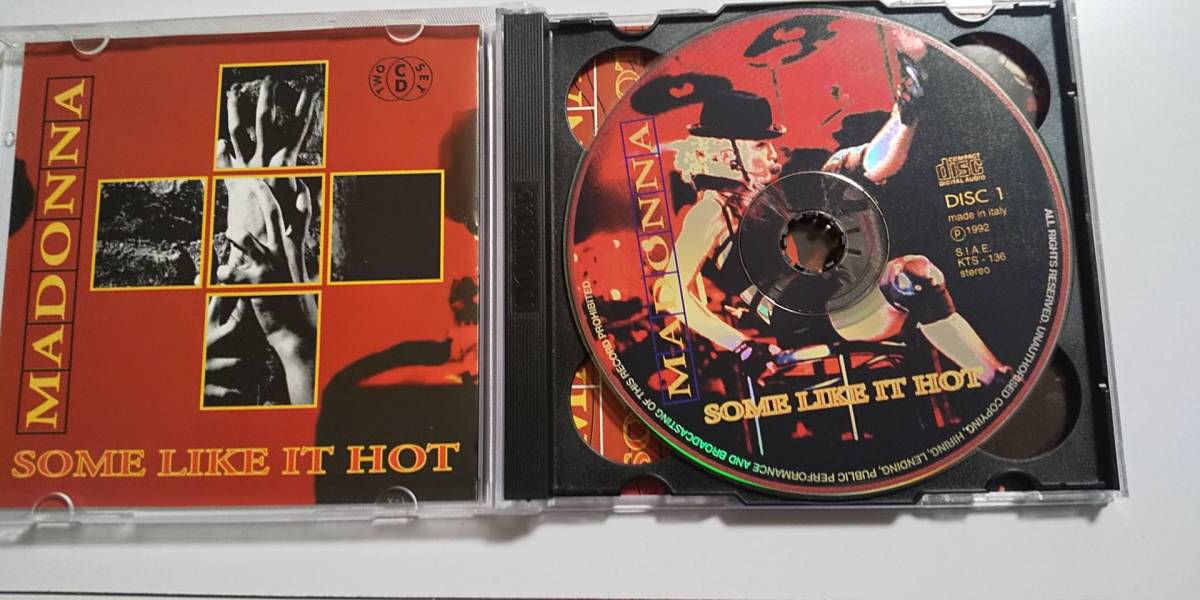 MADONNA
TWO
CD
SET
SOME LIKE IT HOT
DOUBLE
MADONNA
COMPACT
disc
DIGITAL AUDIO
DISC 1
made in italy
Ⓟ 1992
S.I.A.E.
KTS - 136
stereo
SOME LIKE IT HOT
ALL RIGHTS RESERVED. UNAUTHORISED COPYING, HIRING, LENDING, PUBLIC PERFORMANCE AND BROADCASTING OF THIS RECORD PROHIBITED.